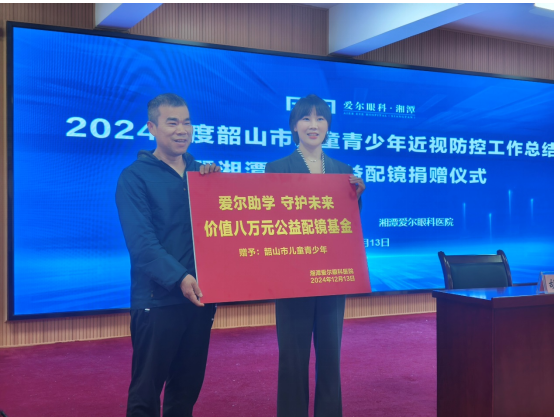 爱尔眼科·湘潭
2024 度韶山市 童青少年近视防控工作总结
湘潭 益配镜捐赠仪式
湘潭爱尔眼科医院
月13日
爱尔助学 守护未来
价值八万元公益配镜基金
赠予：韶山市儿童青少年
湘潭爱尔眼科医院
2024年12月13日